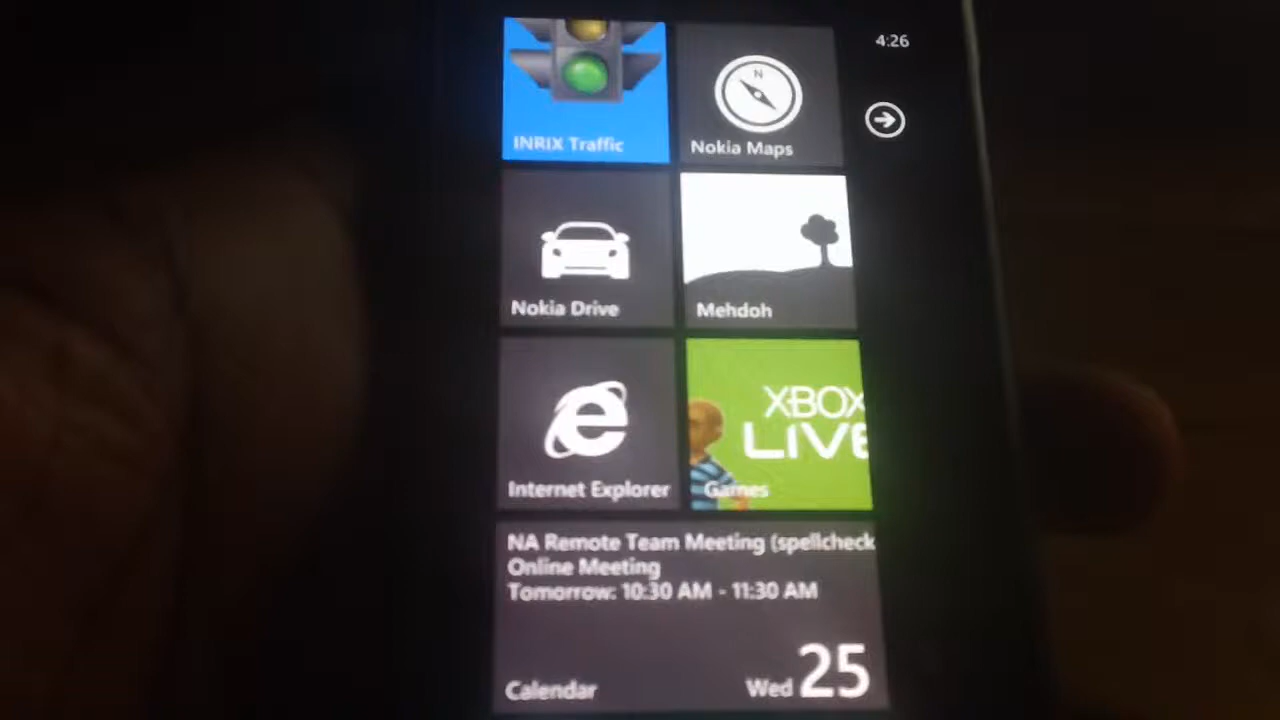 4:26
N
INRIX Traffic
Nokia Maps
Nokia Drive
Mehdoh
Internet Explorer
XBOX
LIVE
Games
NA Remote Team Meeting (spellcheck
Online Meeting
Tomorrow: 10:30 AM - 11:30 AM
Calendar
Wed 25